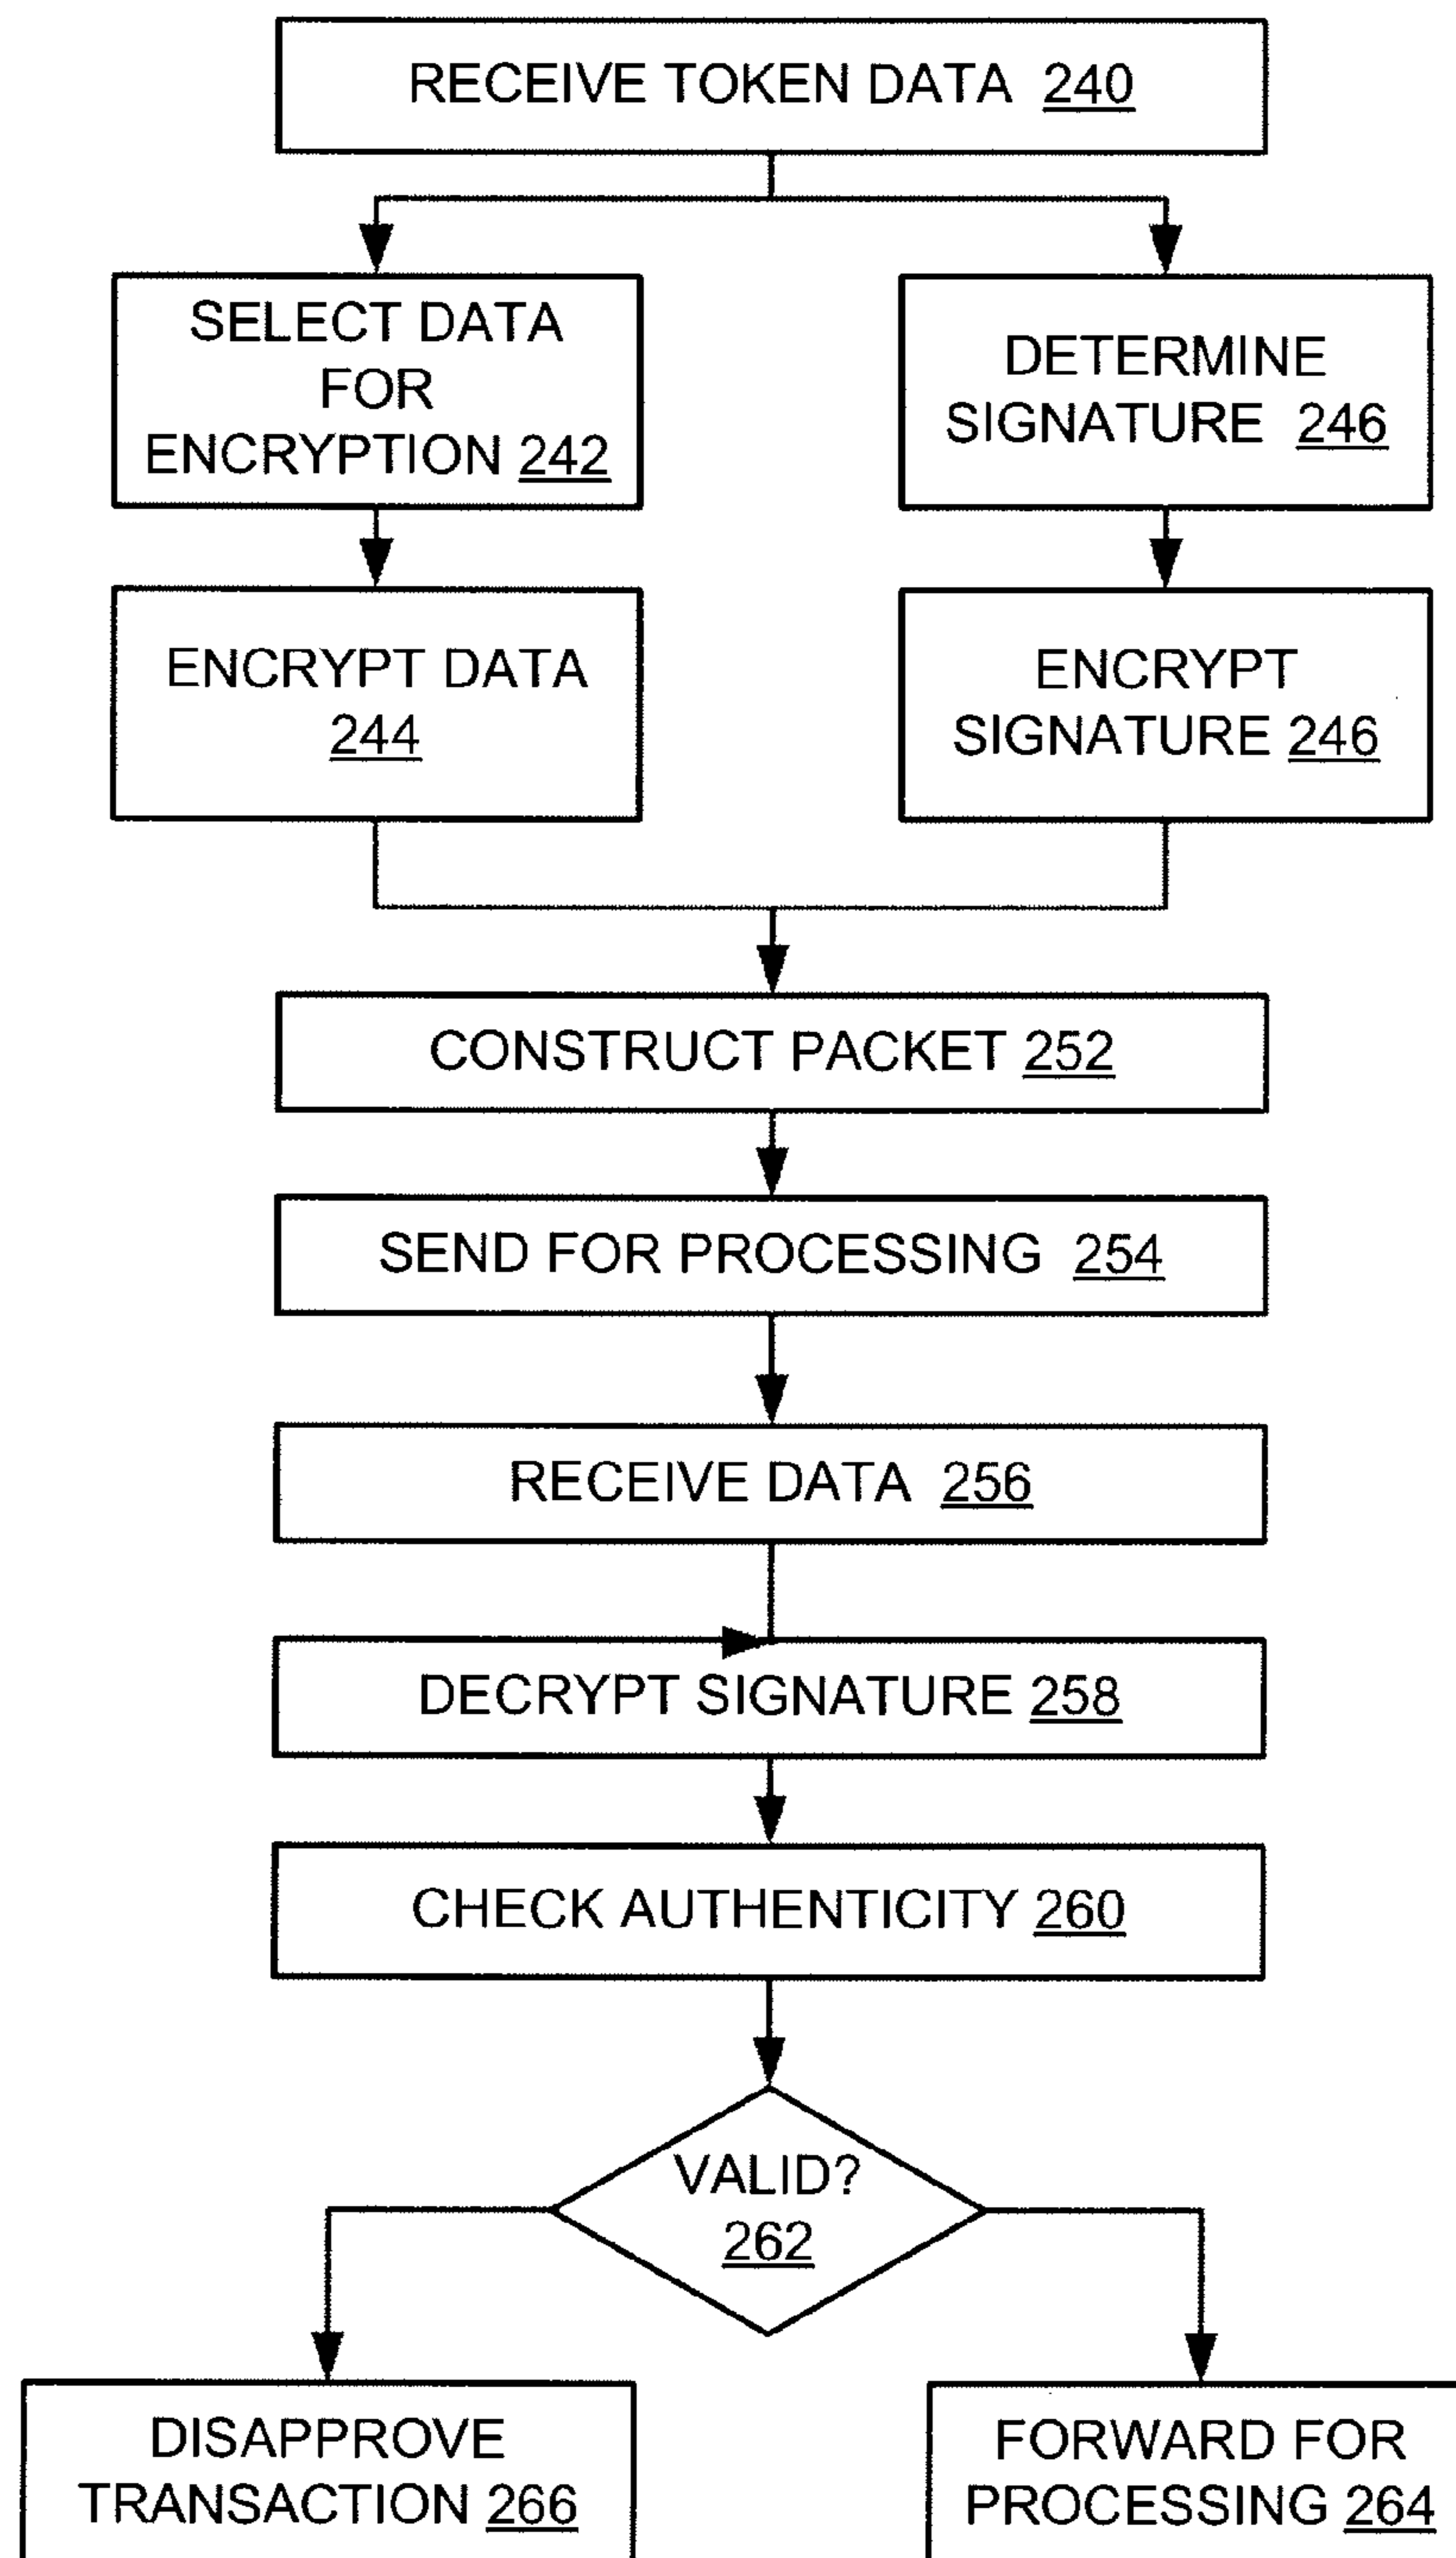 RECEIVE TOKEN DATA 240
SELECT DATA
FOR
ENCRYPTION 242
DETERMINE
SIGNATURE 246
ENCRYPT DATA
244
ENCRYPT
SIGNATURE 246
CONSTRUCT PACKET 252
SEND FOR PROCESSING 254
RECEIVE DATA 256
DECRYPT SIGNATURE 258
CHECK AUTHENTICITY 260
VALID?
262
DISAPPROVE
TRANSACTION 266
FORWARD FOR
PROCESSING 264